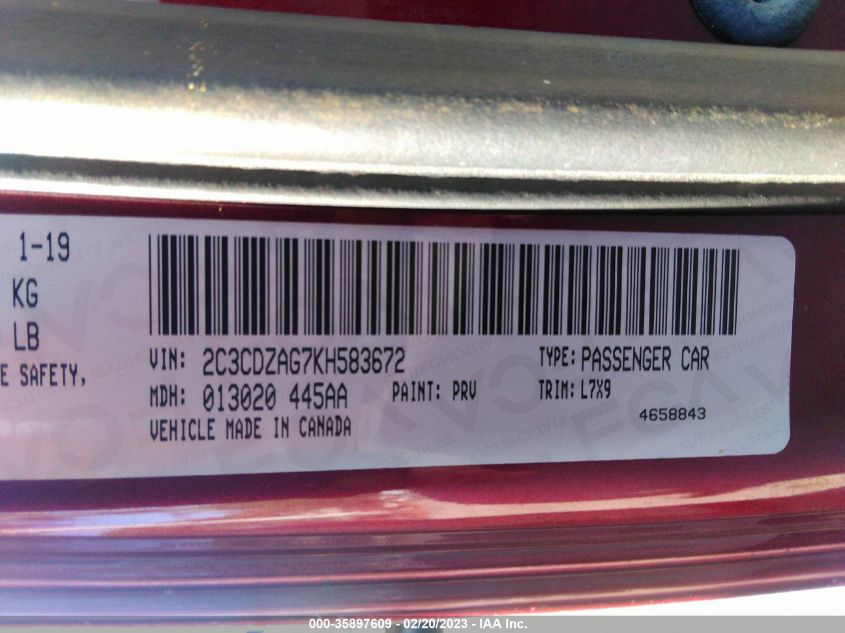 1-19
KG
LB
E SAFETY,
VIN: 2C3CDZAG7KH583672 TYPE: PASSENGER CAR
MDH: 013020 445AA PAINT: PRV TRIM: L7X9
VEHICLE MADE IN CANADA 4658843
000-35897609 - 02/20/2023 - IAA Inc.